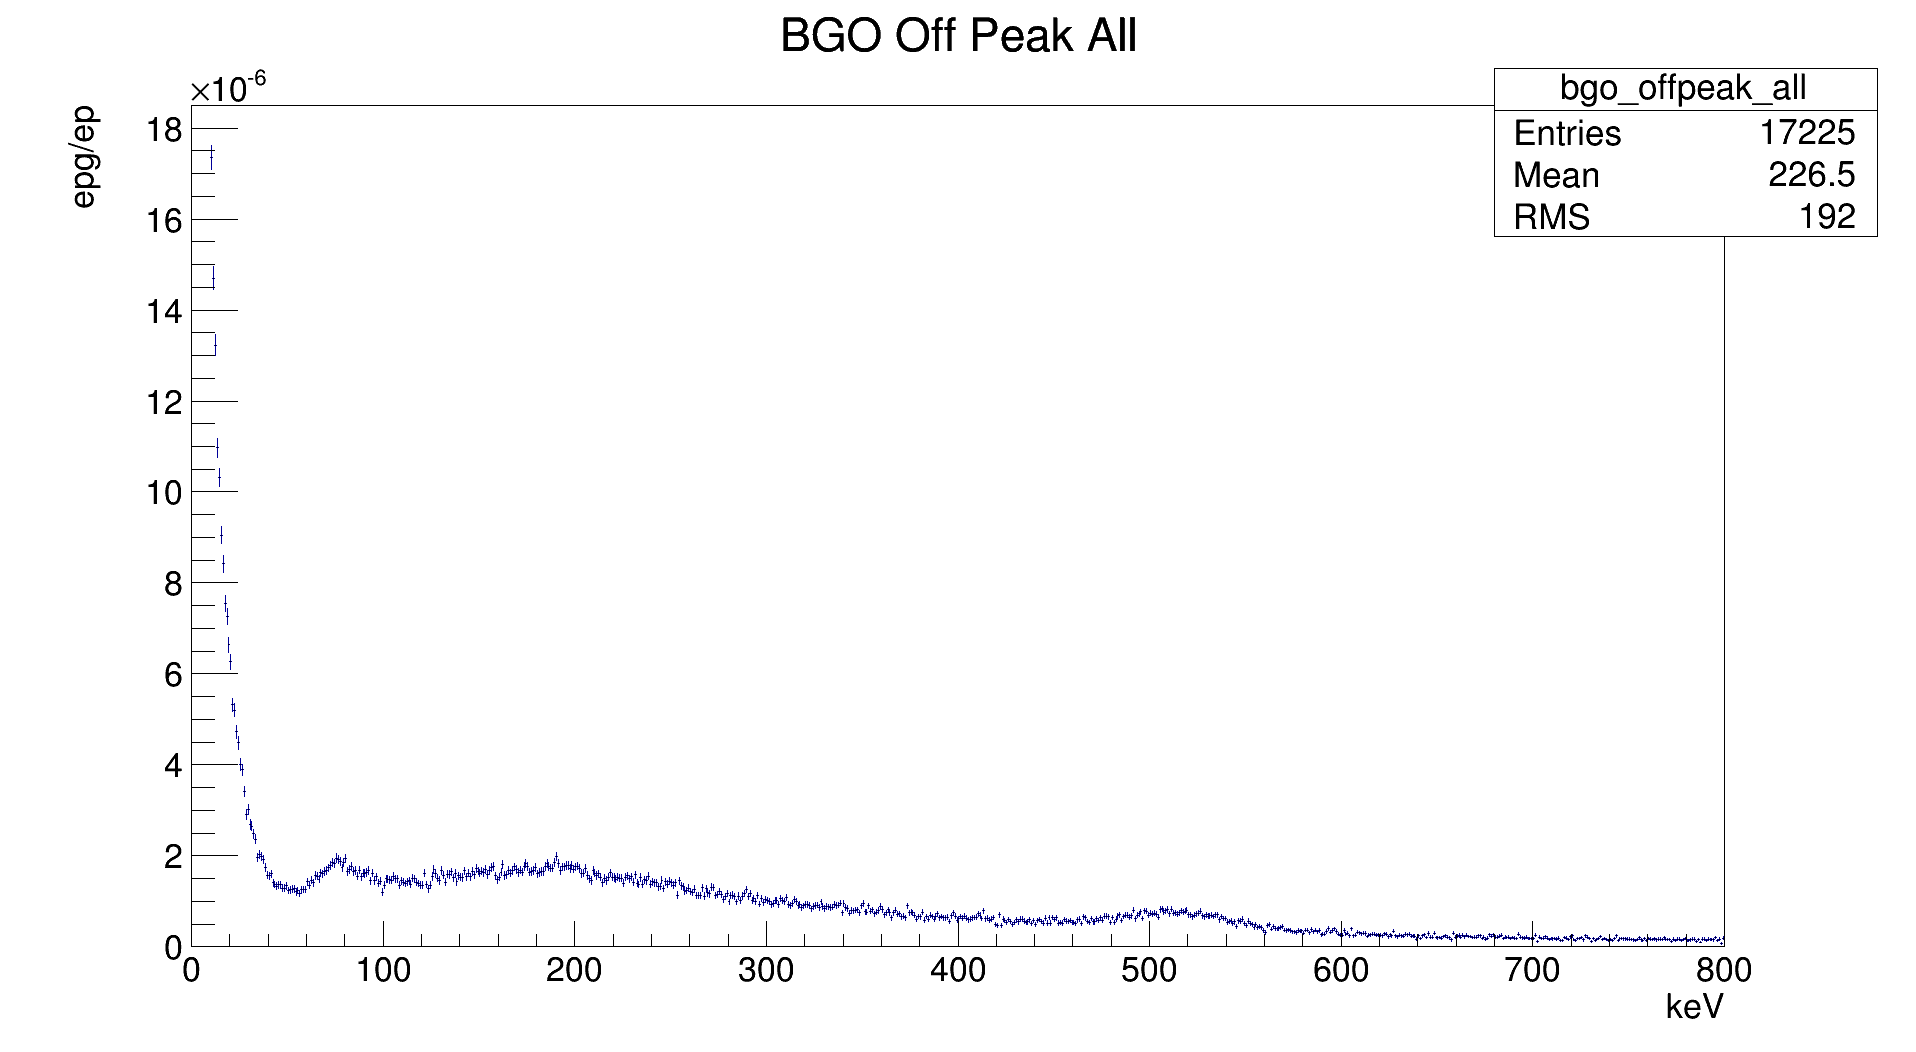 BGO Off Peak All
×10-6
epg/ep
bgo_offpeak_all
Entries 17225
Mean 226.5
RMS 192
18
16
14
12
10
8
6
4
2
0
0 100 200 300 400 500 600 700 800
keV